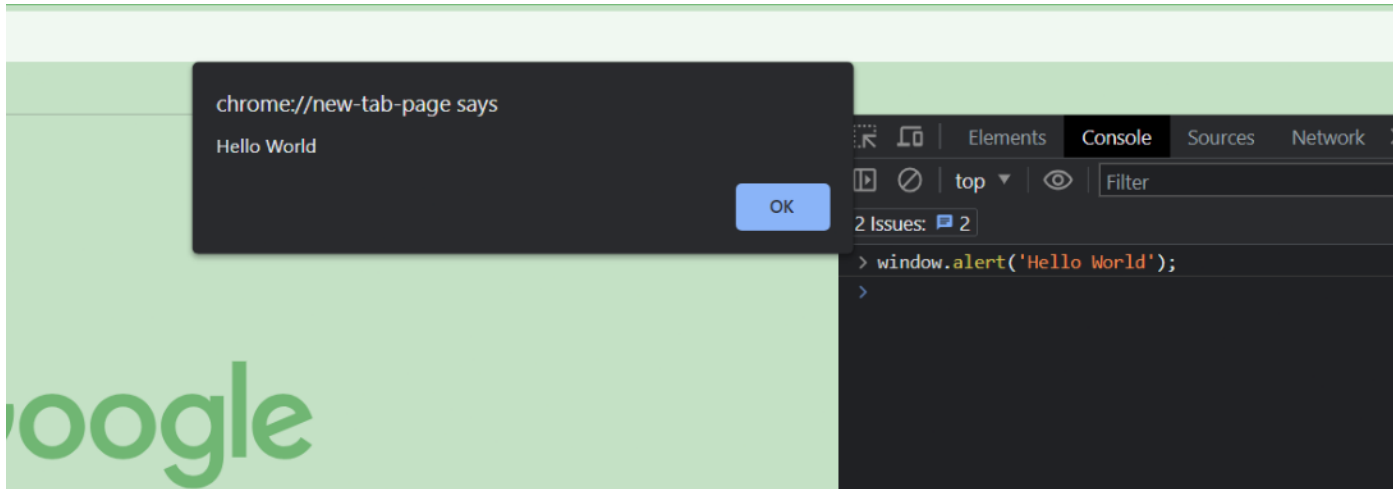 chrome://new-tab-page says
Hello World
OK
Elements Console Sources Network
top Filter
2 Issues: 2
> window.alert('Hello World');
>
oogle